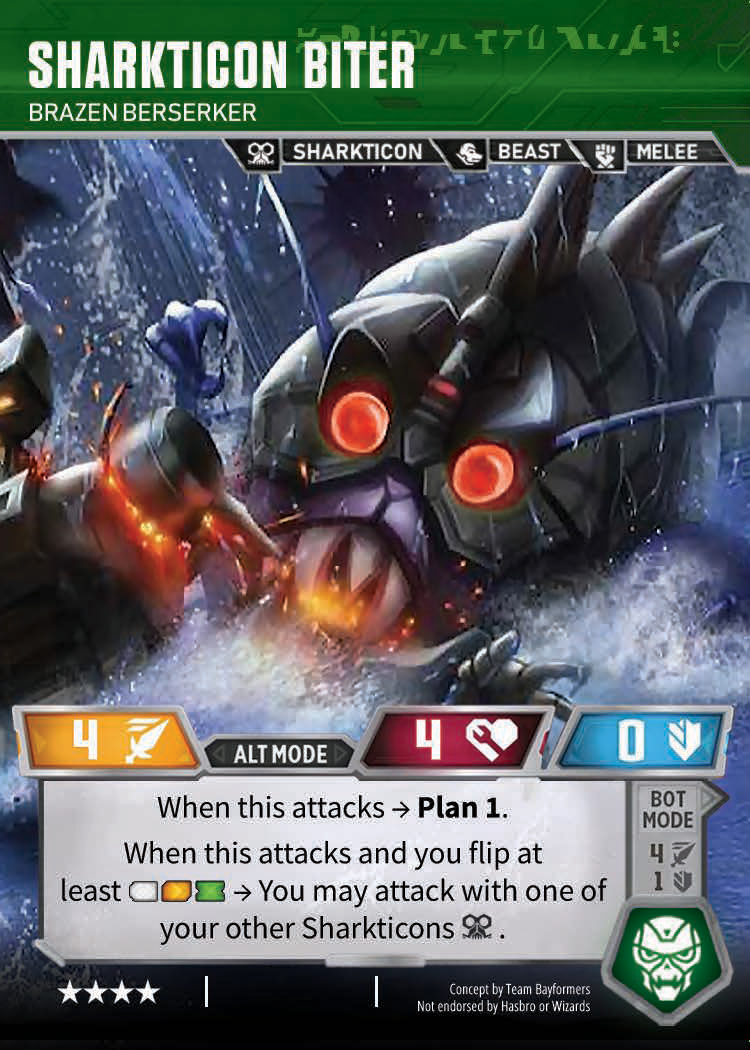 SHARKTICON BITER
BRAZEN BERSERKER
SHARKTICON BEAST MELEE
4 ALT MODE 4 0
When this attacks → Plan 1.
When this attacks and you flip at
least → You may attack with one of
your other Sharkticons .
BOT
MODE
4
1
Concept by Team Bayformers
Not endorsed by Hasbro or Wizards